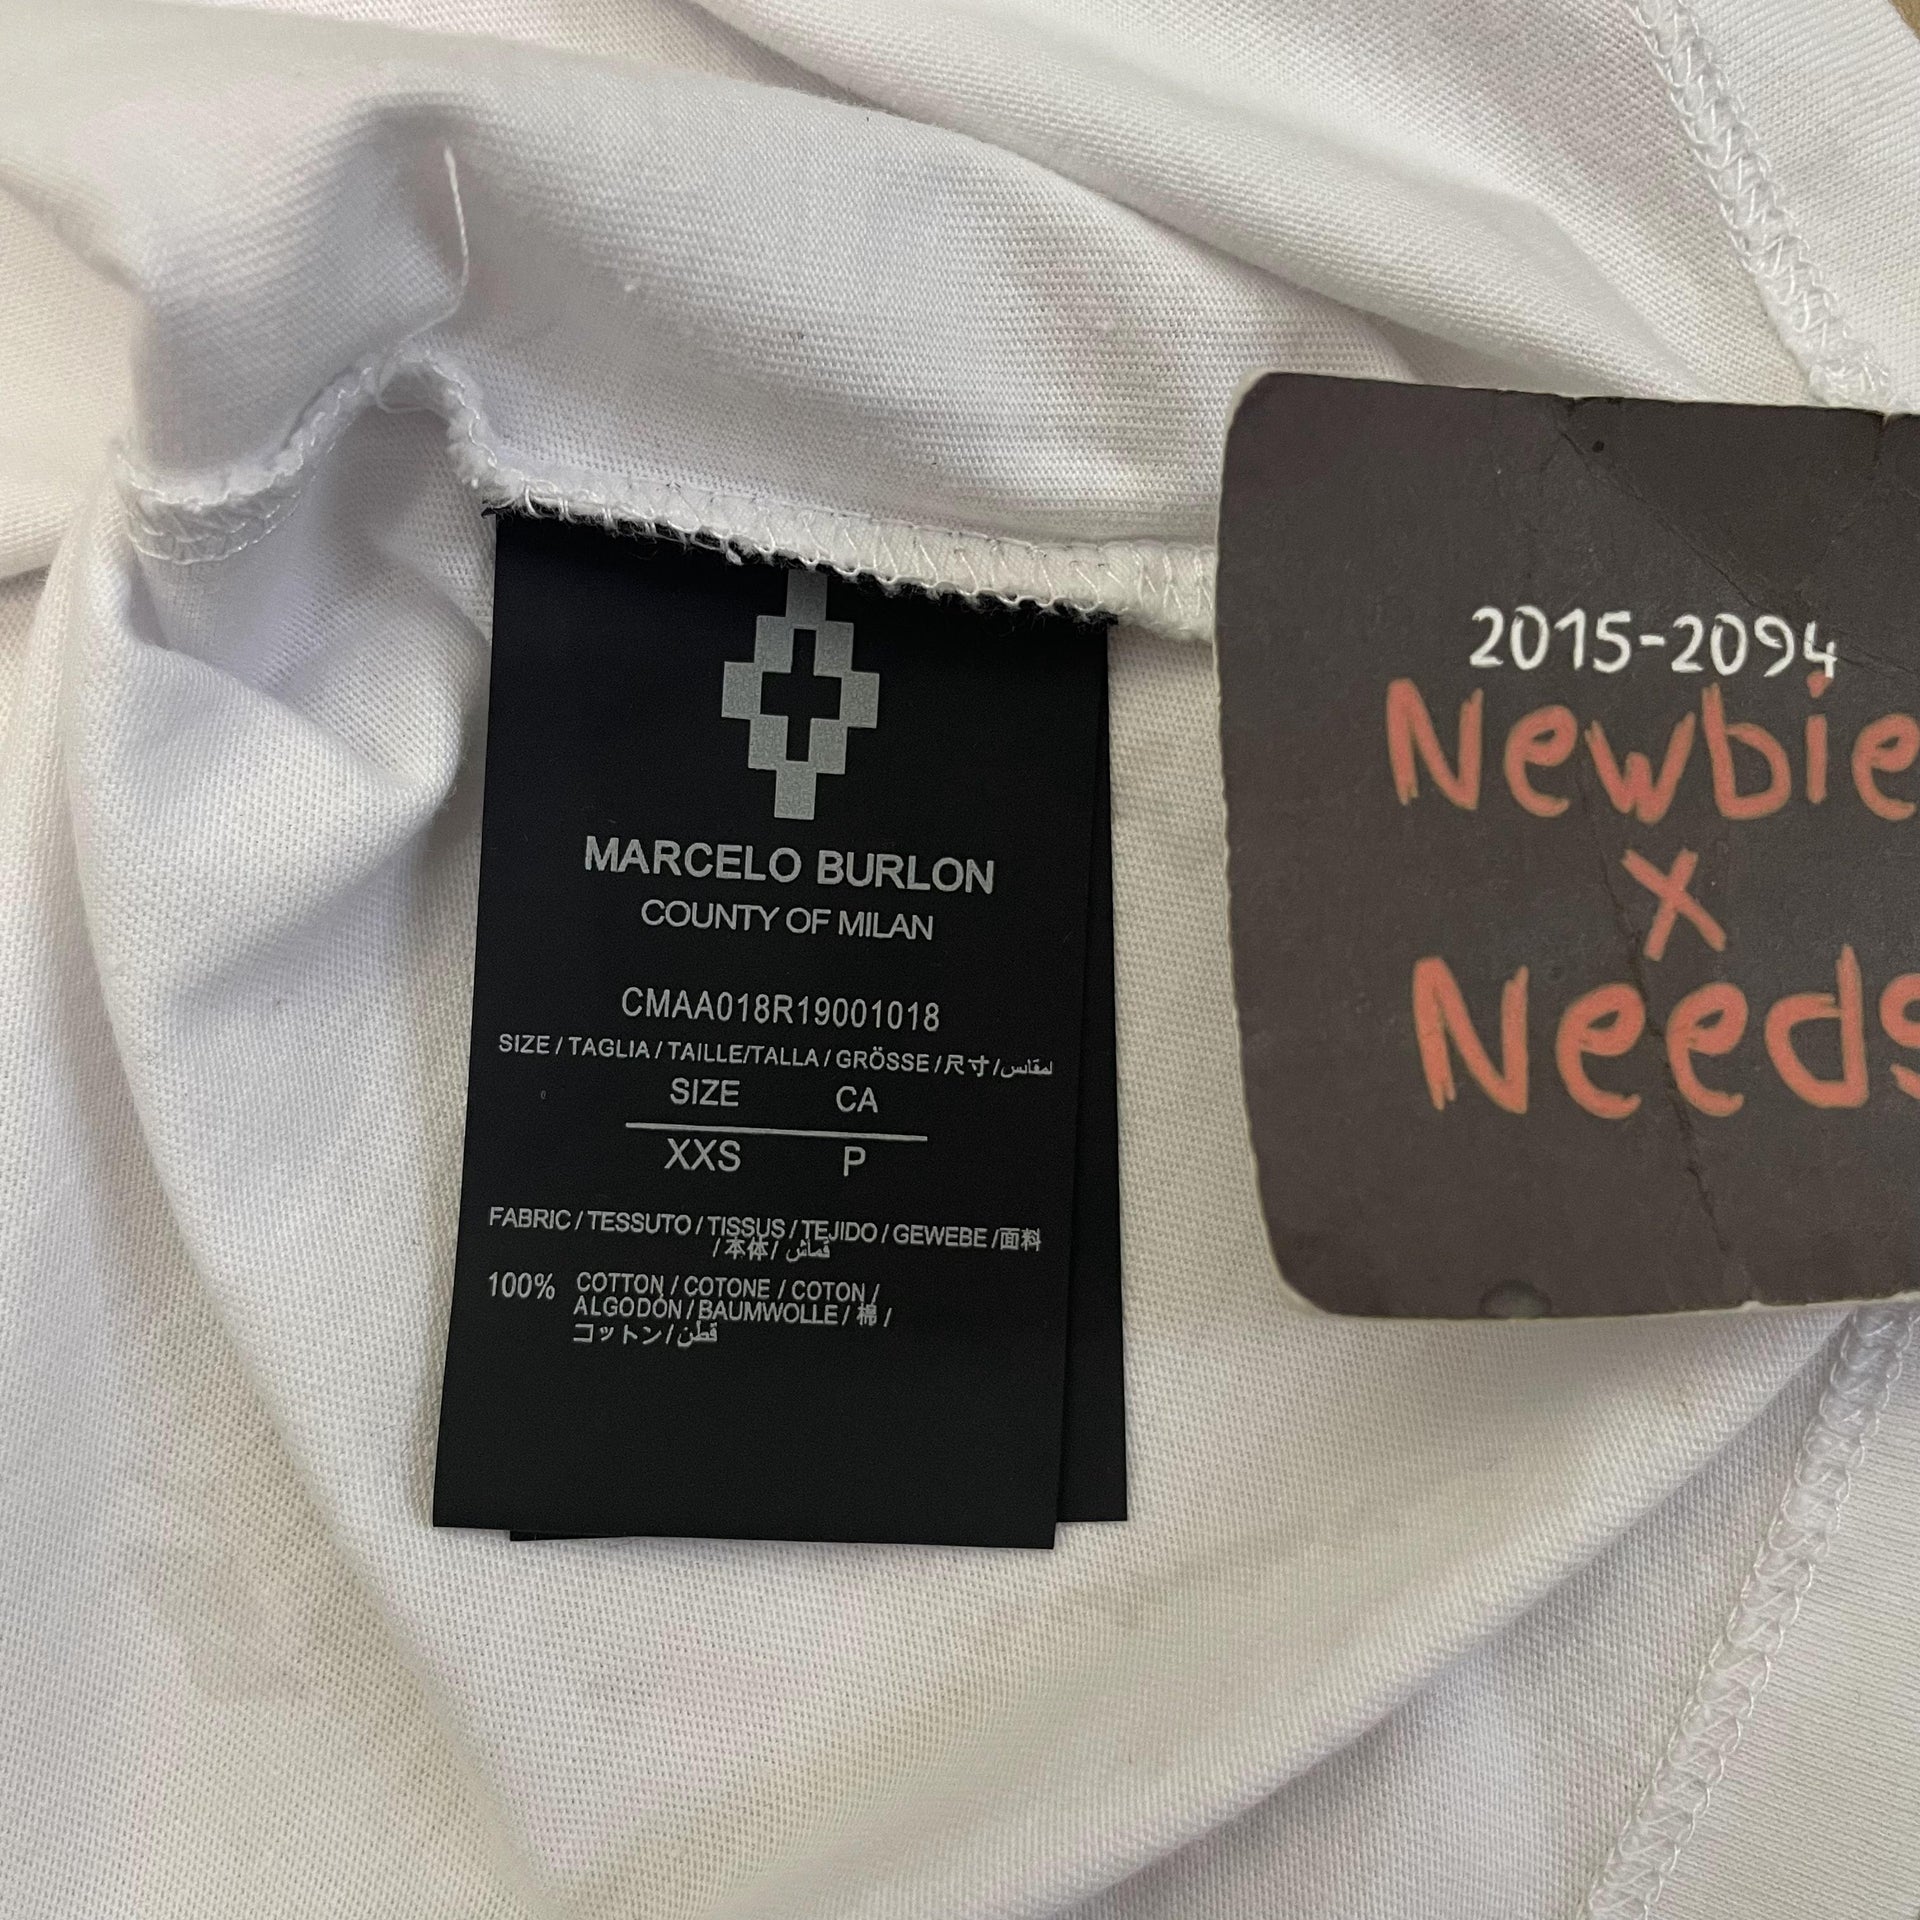 MARCELO BURLON
COUNTY OF MILAN
CMAA018R19001018
SIZE / TAGLIA / TAILLE/TALLA / GRÖSSE / 尺寸 / لمقاس
SIZE CA
XXS P
FABRIC / TESSUTO / TISSUS / TEJIDO / GEWEBE / 面料
/ 本体 / قماش
100% COTTON / COTONE / COTON /
ALGODÓN / BAUMWOLLE / 棉 /
コットン / قطن
2015-2094
Newbie
x
Needs